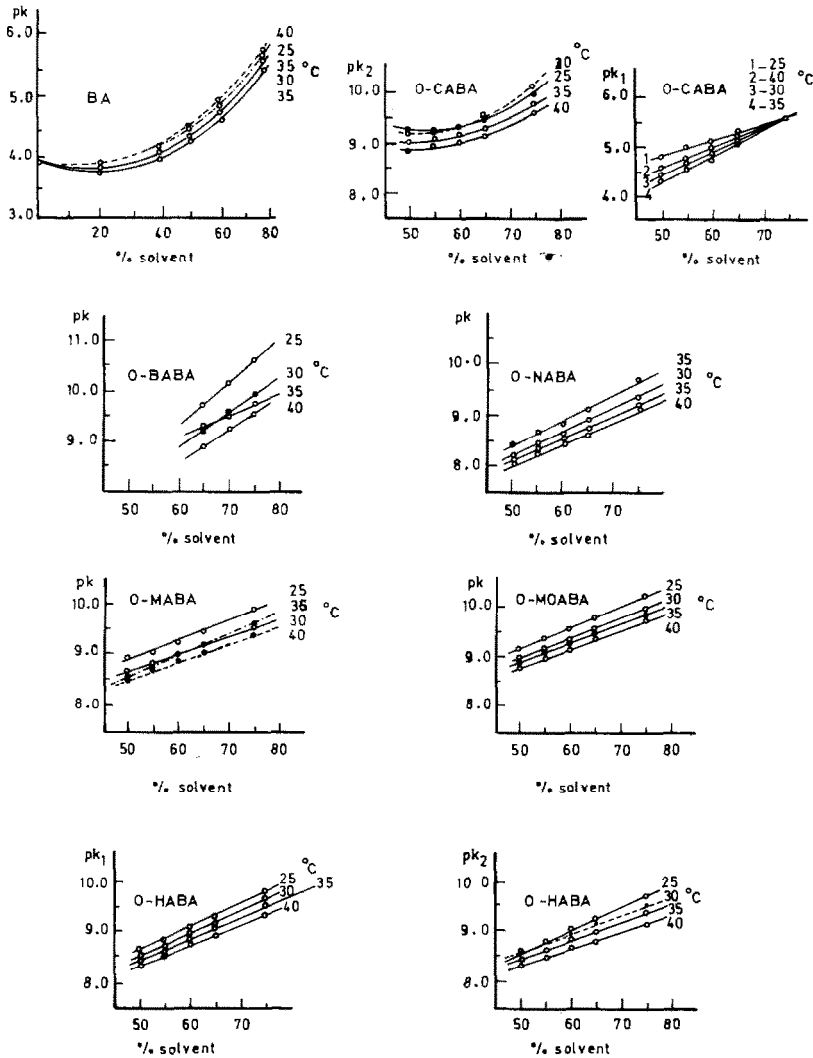 pk
6.0
5.0
4.0
3.0
BA
40
25
35 °C
30
35
20 40 60 80
% solvent
pk2
10.0
9.0
8.0
O-CABA
°C
25
35
40
50 60 70 80
% solvent
pk1
5.0
4.0
O-CABA
1-25
2-40 °C
3-30
4-35
1
2
3
4
50 60 70
% solvent
pk
11.0
10.0
9.0
O-BABA
25
30 °C
35
40
50 60 70 80
% solvent
pk
10.0
9.0
8.0
O-NABA
35
30 °C
35
40
50 60 70 80
% solvent
pk
10.0
9.0
8.0
O-MABA
25
°C
30
40
50 60 70 80
% solvent
pk
10.0
9.0
8.0
O-MOABA
25
30 °C
35
40
50 60 70 80
% solvent
pk1
10.0
9.0
8.0
O-HABA
°C
25
30
35
40
50 60 70
% solvent
pk2
10 0
9.0
8.0
O-HABA
25
30 °C
35
40
50 60 70 80
% solvent